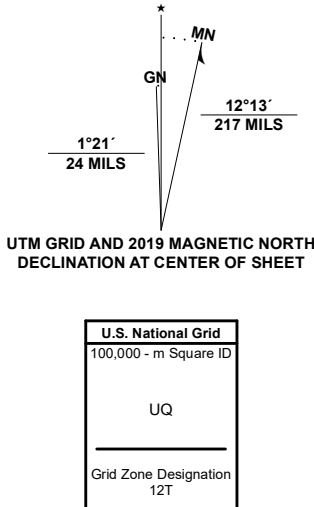 ★
MN
GN
12°13´
217 MILS
1°21´
24 MILS
UTM GRID AND 2019 MAGNETIC NORTH
DECLINATION AT CENTER OF SHEET
U.S. National Grid
100,000 - m Square ID
UQ
Grid Zone Designation
12T